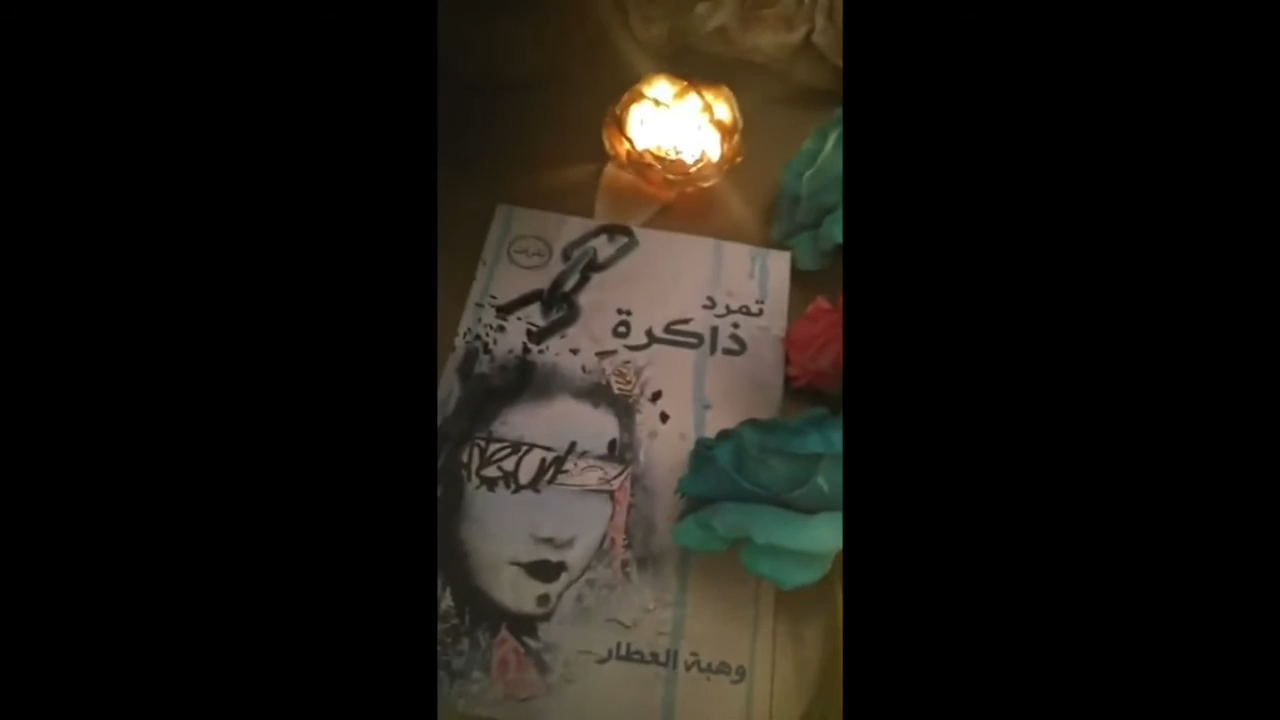 تمرد
ذاكرة
وهبة العطار